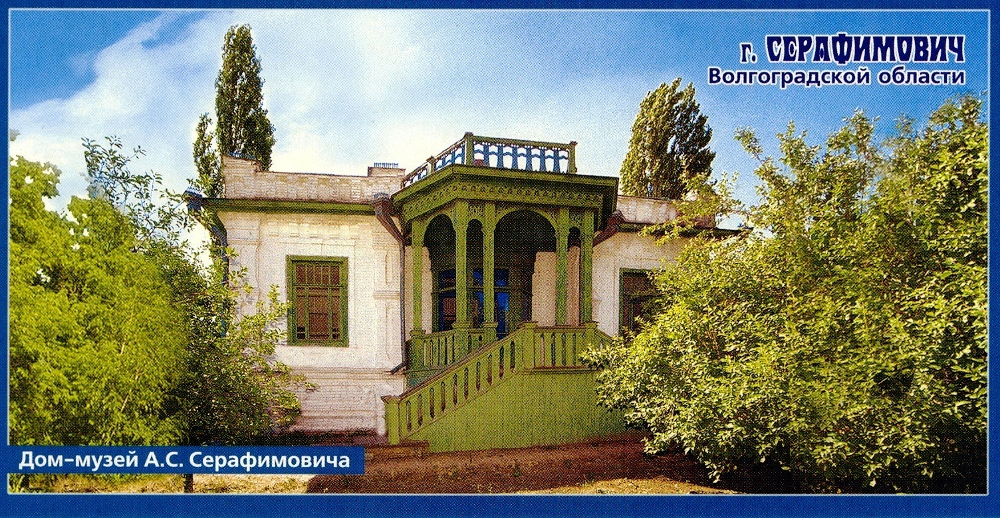 г. СЕРАФИМОВИЧ
Волгоградской области
Дом-музей А.С. Серафимовича